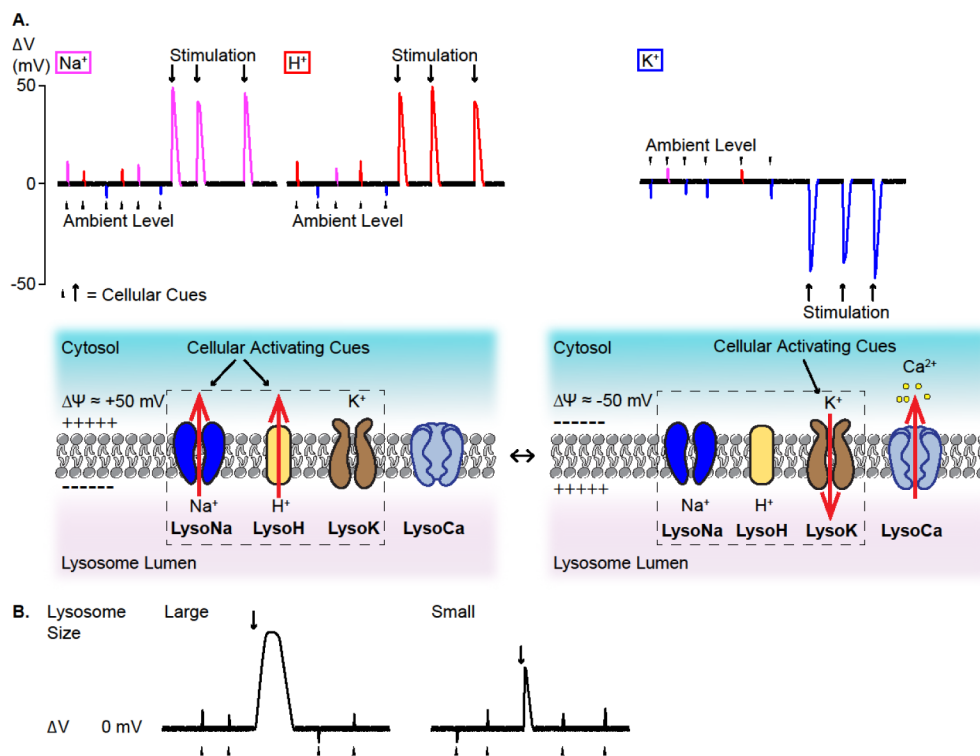 A.
ΔV
(mV)
Na⁺ Stimulation H⁺ Stimulation K⁺
50
Ambient Level
0
Ambient Level Ambient Level
-50
= Cellular Cues Stimulation
Cytosol Cellular Activating Cues
ΔΨ ≈ +50 mV K⁺
+++++
------
Na⁺ H⁺
LysoNa LysoH LysoK LysoCa
Lysosome Lumen
Cytosol Cellular Activating Cues Ca²⁺
ΔΨ ≈ -50 mV K⁺
------
+++++
Na⁺ H⁺
LysoNa LysoH LysoK LysoCa
Lysosome Lumen
B. Lysosome Large Small
Size
ΔV 0 mV